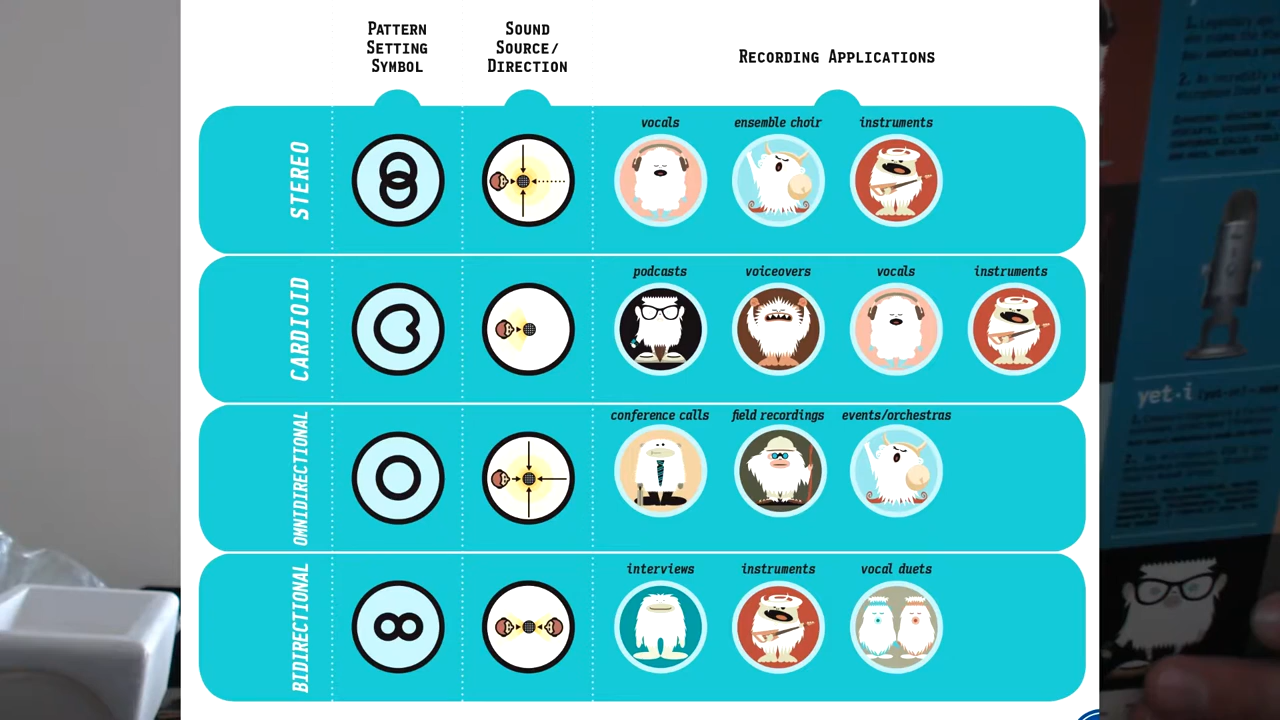 Pattern
Setting
Symbol
Sound
Source/
Direction
Recording Applications
STEREO
vocals
ensemble choir
instruments
CARDIOID
podcasts
voiceovers
vocals
instruments
OMNIDIRECTIONAL
conference calls
field recordings
events/orchestras
BIDIRECTIONAL
interviews
instruments
vocal duets
yet·i